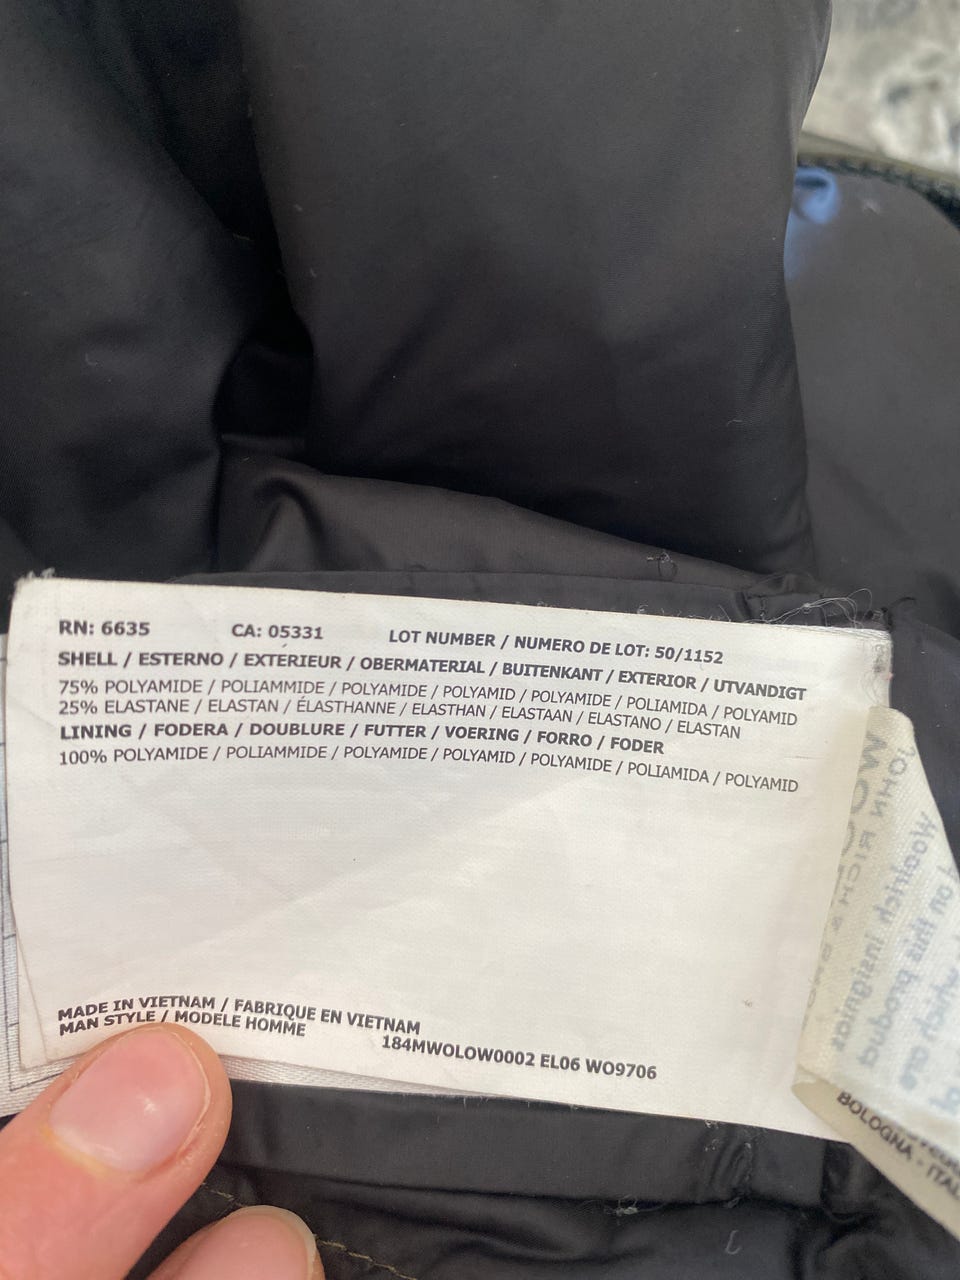 RN: 6635 CA: 05331 LOT NUMBER / NUMERO DE LOT: 50/1152
SHELL / ESTERNO / EXTERIEUR / OBERMATERIAL / BUITENKANT / EXTERIOR / UTVANDIGT
75% POLYAMIDE / POLIAMMIDE / POLYAMIDE / POLYAMID / POLYAMIDE / POLIAMIDA / POLYAMID
25% ELASTANE / ELASTAN / ÉLASTHANNE / ELASTHAN / ELASTAAN / ELASTANO / ELASTAN
LINING / FODERA / DOUBLURE / FUTTER / VOERING / FORRO / FODER
100% POLYAMIDE / POLIAMMIDE / POLYAMIDE / POLYAMID / POLYAMIDE / POLIAMIDA / POLYAMID
MADE IN VIETNAM / FABRIQUE EN VIETNAM
MAN STYLE / MODELE HOMME
184MWOLOW0002 EL06 WO9706
JOHN RICH &
Woolrich insignias
on this product
BOLOGNA - ITAL